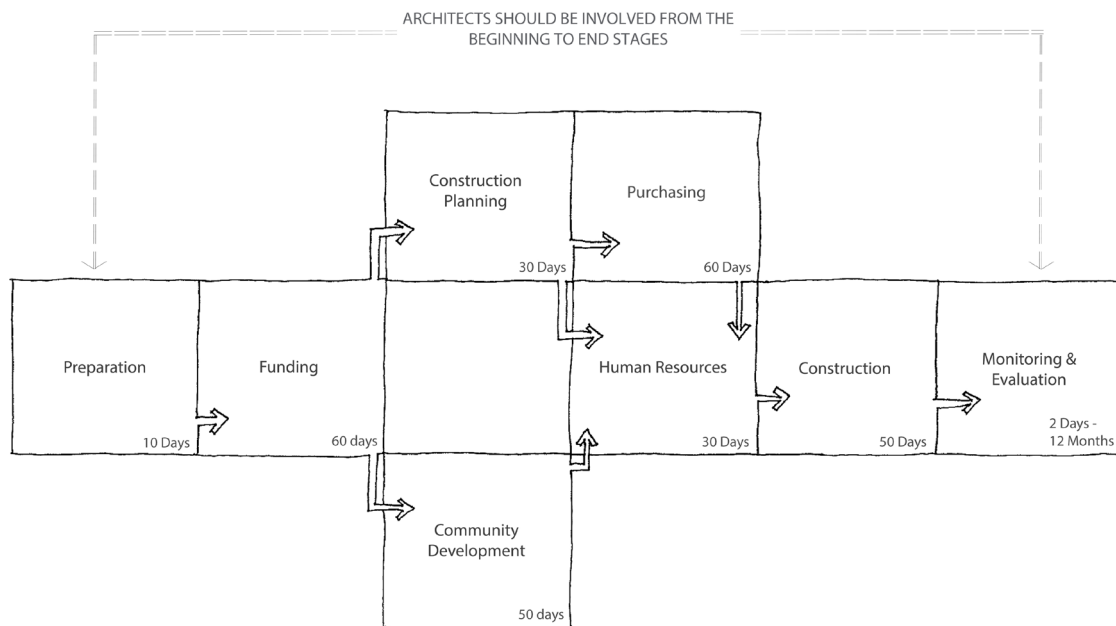 ARCHITECTS SHOULD BE INVOLVED FROM THE
BEGINNING TO END STAGES
Construction
Planning
30 Days
Purchasing
60 Days
Preparation
10 Days
Funding
60 days
Human Resources
30 Days
Construction
50 Days
Monitoring &
Evaluation
2 Days -
12 Months
Community
Development
50 days